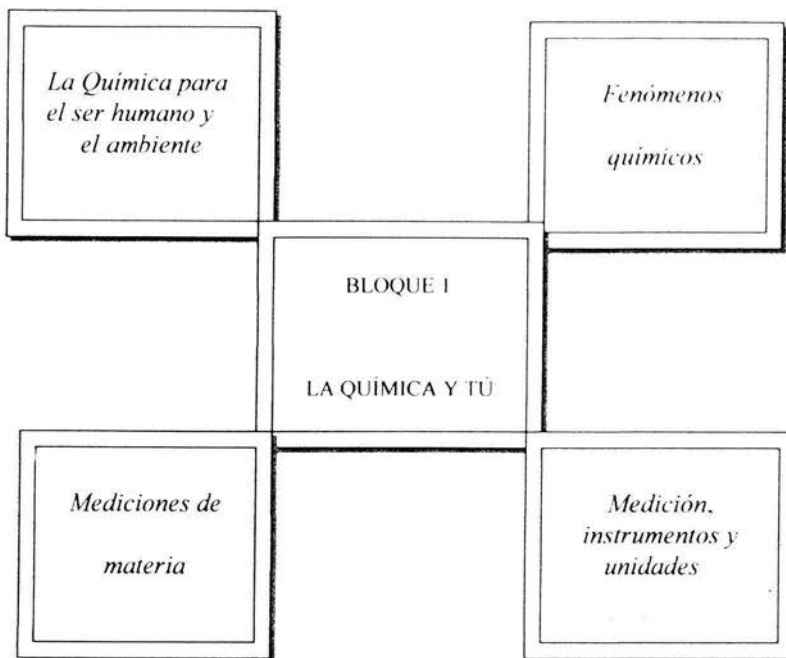 La Química para
el ser humano y
el ambiente
Fenómenos
químicos
BLOQUE I
LA QUÍMICA Y TÚ
Mediciones de
materia
Medición,
instrumentos y
unidades